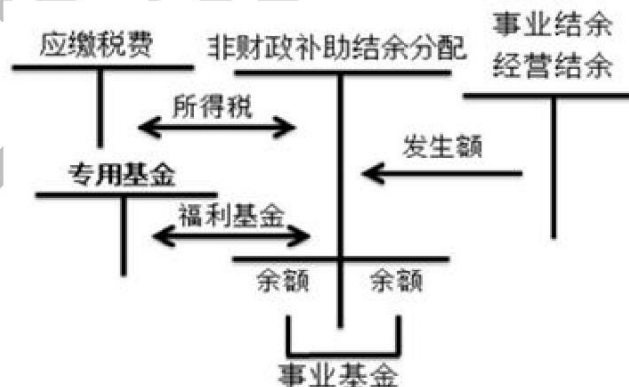 应缴税费
非财政补助结余分配
事业结余
经营结余
所得税
发生额
专用基金
福利基金
余额
余额
事业基金